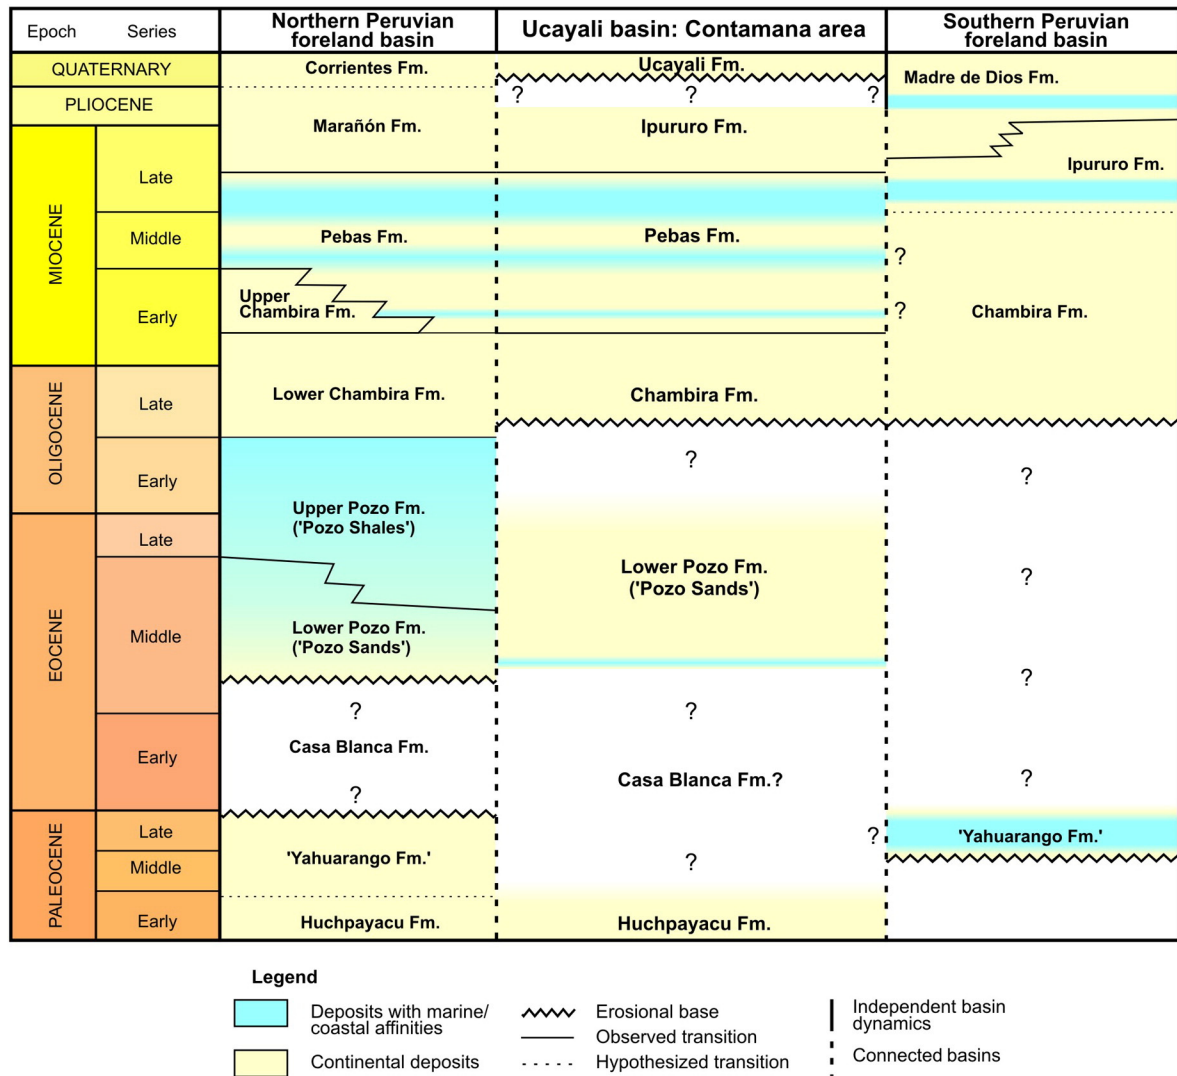 Epoch
Series
Northern Peruvian
foreland basin
Ucayali basin: Contamana area
Southern Peruvian
foreland basin
QUATERNARY
PLIOCENE
MIOCENE
Late
Middle
Early
OLIGOCENE
Late
Early
EOCENE
Late
Middle
Early
PALEOCENE
Late
Middle
Early
Corrientes Fm.
Marañón Fm.
Pebas Fm.
Upper
Chambira Fm.
Lower Chambira Fm.
Upper Pozo Fm.
('Pozo Shales')
Lower Pozo Fm.
('Pozo Sands')
?
Casa Blanca Fm.
?
'Yahuarango Fm.'
Huchpayacu Fm.
Ucayali Fm.
? ? ?
Ipururo Fm.
Pebas Fm.
Chambira Fm.
?
Lower Pozo Fm.
('Pozo Sands')
?
Casa Blanca Fm.?
?
?
Huchpayacu Fm.
Madre de Dios Fm.
Ipururo Fm.
?
?
Chambira Fm.
?
?
?
?
'Yahuarango Fm.'
Legend
Deposits with marine/
coastal affinities
Continental deposits
Erosional base
Observed transition
Hypothesized transition
Independent basin
dynamics
Connected basins